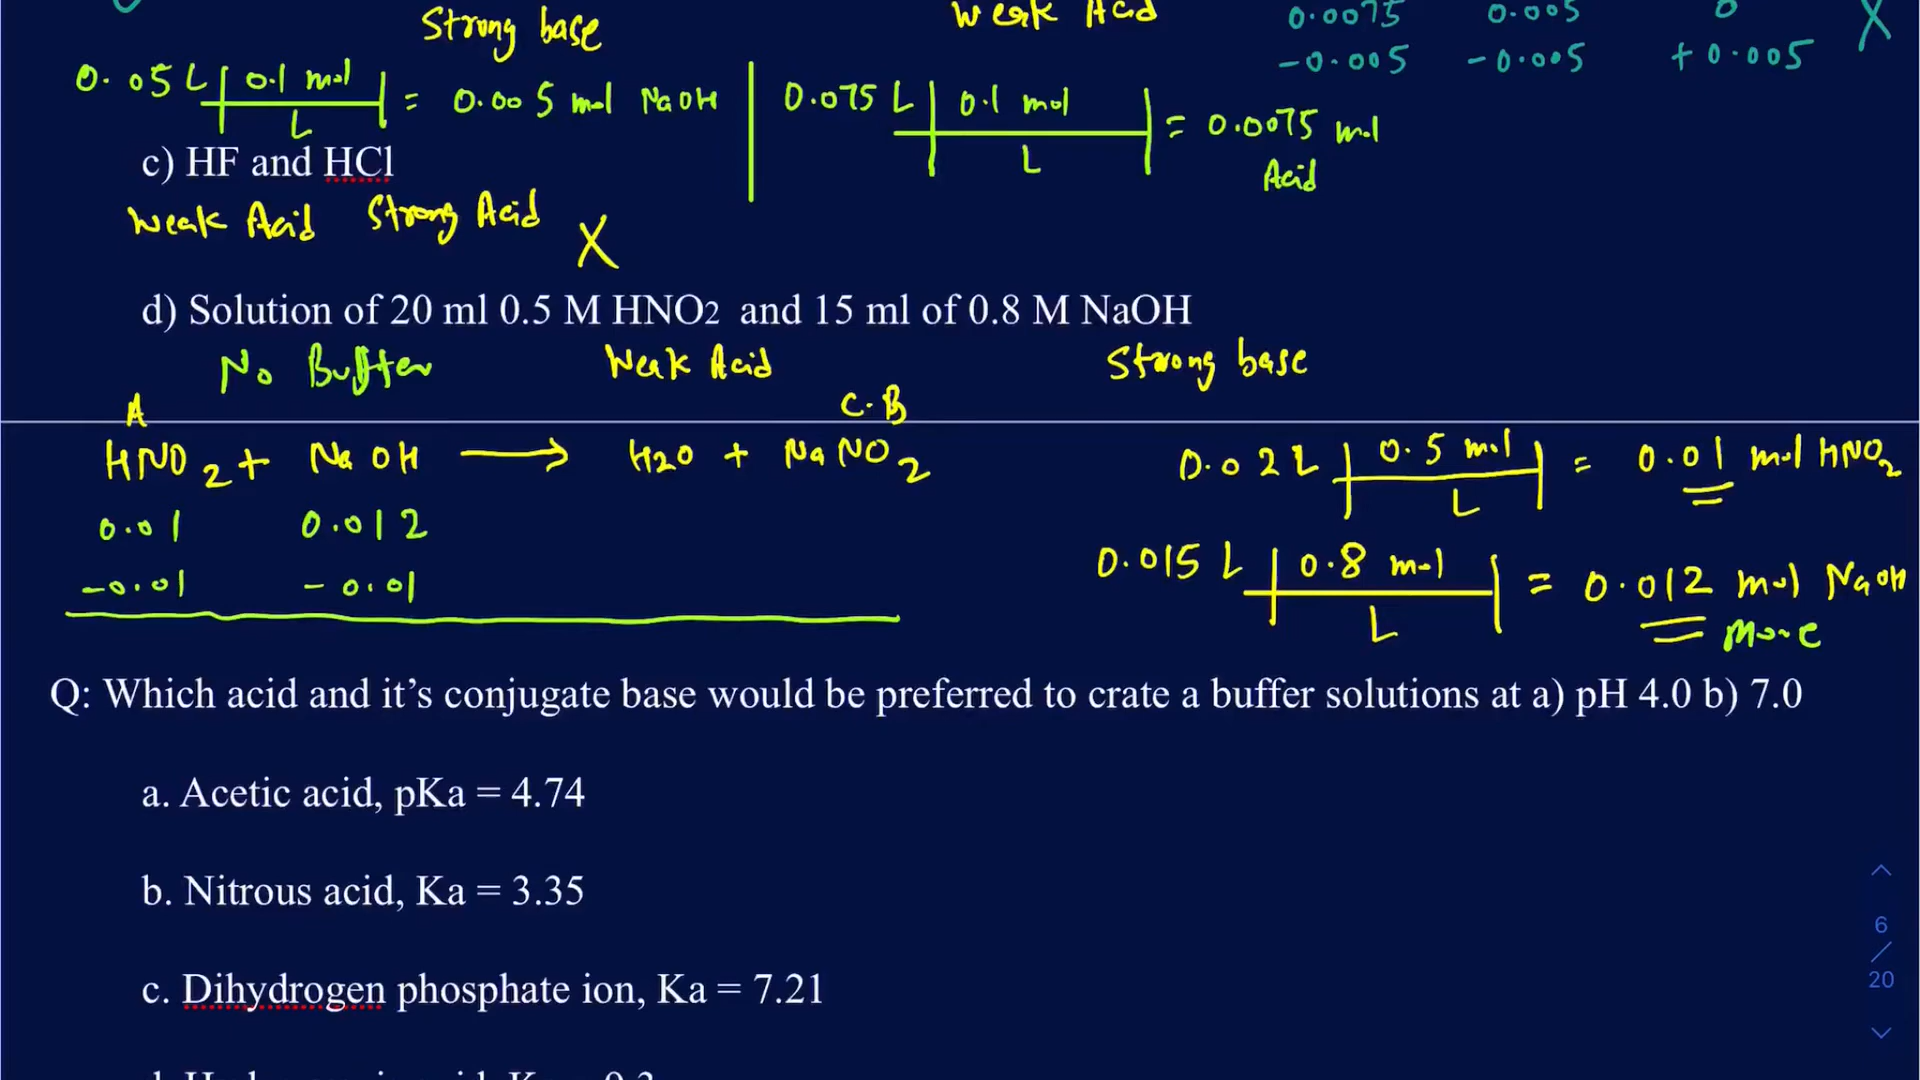 Strong base
Weak Acid
0.0075 0.005 0 X
-0.005 -0.005 +0.005
0.05 L | 0.1 mol = 0.005 mol NaOH
L
0.075 L | 0.1 mol = 0.0075 mol
L
Acid
c) HF and HCl
Weak Acid Strong Acid X
d) Solution of 20 ml 0.5 M HNO2 and 15 ml of 0.8 M NaOH
No Buffer Weak Acid Strong base
A C.B
HNO2 + NaOH → H2O + NaNO2
0.01 0.012
-0.01 -0.01
0.02 L | 0.5 mol = 0.01 mol HNO2
L
0.015 L | 0.8 mol = 0.012 mol NaOH
L
More
Q: Which acid and it’s conjugate base would be preferred to crate a buffer solutions at a) pH 4.0 b) 7.0
a. Acetic acid, pKa = 4.74
b. Nitrous acid, Ka = 3.35
c. Dihydrogen phosphate ion, Ka = 7.21
6
/
20